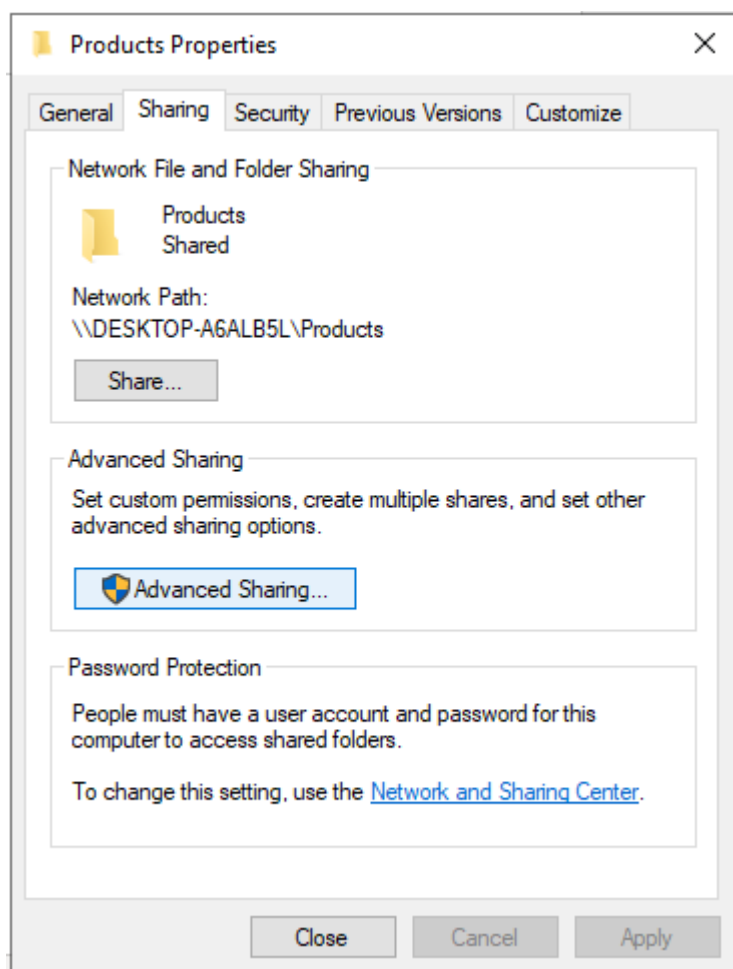 Products Properties
General Sharing Security Previous Versions Customize
Network File and Folder Sharing
Products
Shared
Network Path:
\\DESKTOP-A6ALB5L\Products
Share...
Advanced Sharing
Set custom permissions, create multiple shares, and set other
advanced sharing options.
Advanced Sharing...
Password Protection
People must have a user account and password for this
computer to access shared folders.
To change this setting, use the Network and Sharing Center.
Close Cancel Apply